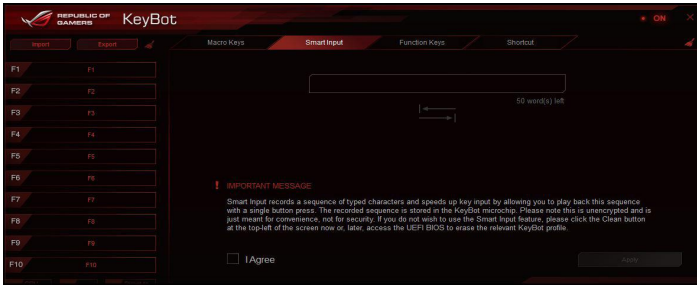 REPUBLIC OF
GAMERS
KeyBot
ON
Import
Export
Macro Keys
Smart Input
Function Keys
Shortcut
F1 F1
F2 F2
F3 F3
F4 F4
F5 F5
F6 F6
F7 F7
F8 F8
F9 F9
F10 F10
50 word(s) left
! IMPORTANT MESSAGE
Smart Input records a sequence of typed characters and speeds up key input by allowing you to play back this sequence
with a single button press. The recorded sequence is stored in the KeyBot microchip. Please note this is unencrypted and is
just meant for convenience, not for security. If you do not wish to use the Smart Input feature, please click the Clean button
at the top-left of the screen now or, later, access the UEFI BIOS to erase the relevant KeyBot profile.
I Agree
Apply